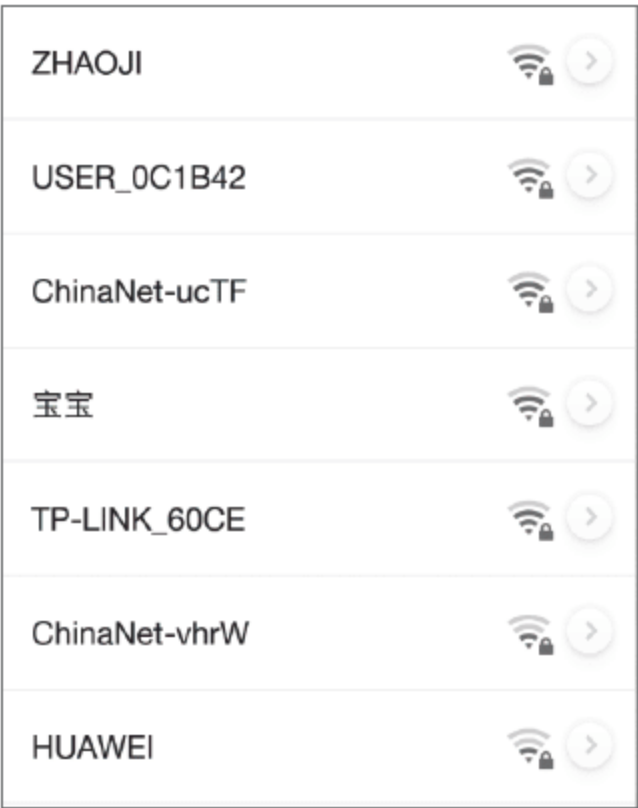 ZHAOJI
USER_0C1B42
ChinaNet-ucTF
宝宝
TP-LINK_60CE
ChinaNet-vhrW
HUAWEI